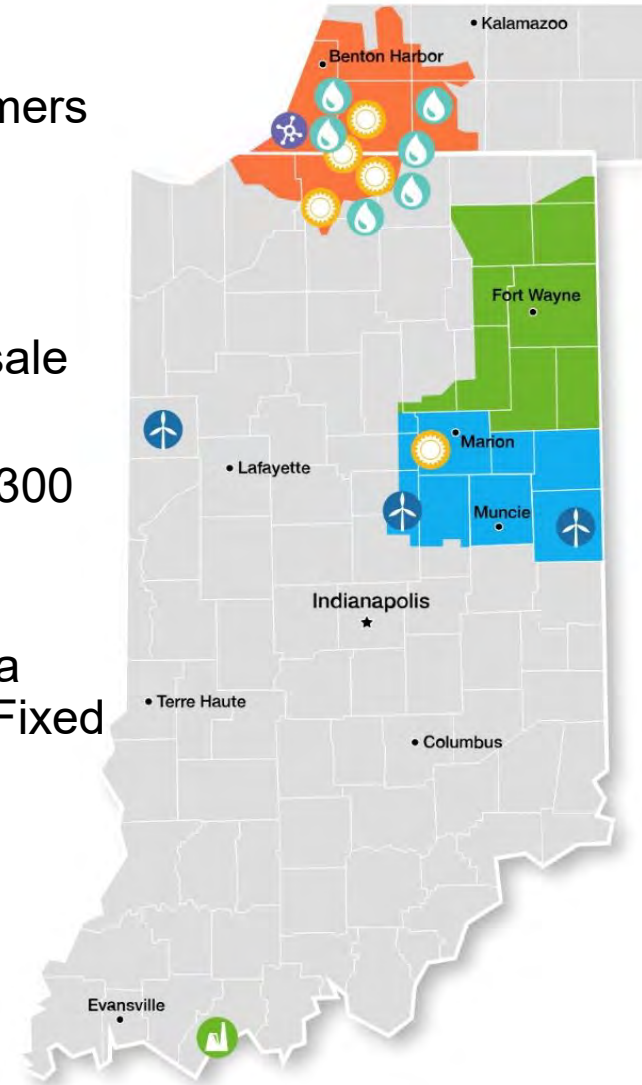 mers
sale
300
a
Fixed
Kalamazoo
Benton Harbor
Fort Wayne
Marion
Lafayette
Muncie
Indianapolis
Terre Haute
Columbus
Evansville